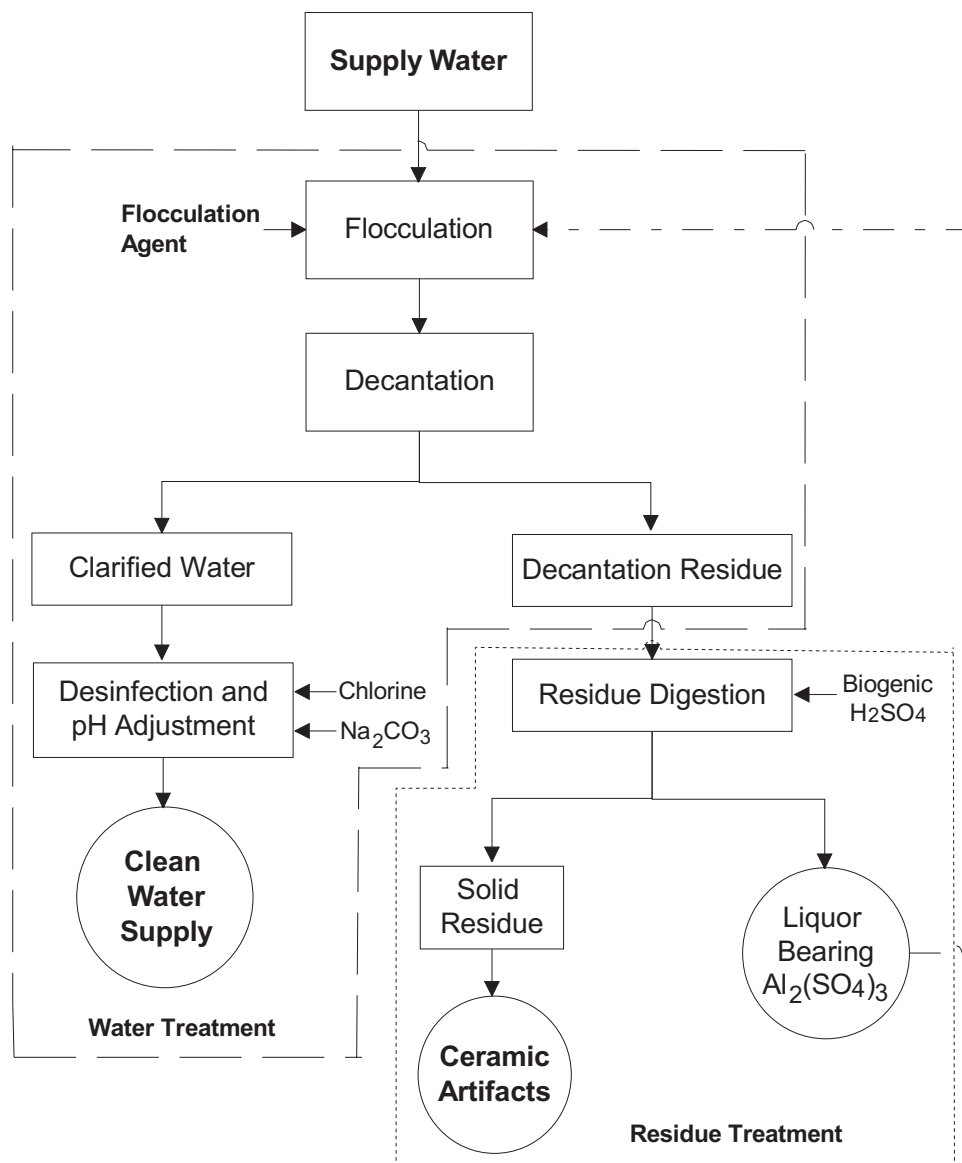 Supply Water
Flocculation
Agent
Flocculation
Decantation
Clarified Water
Decantation Residue
Desinfection and
pH Adjustment
Chlorine
Na2CO3
Residue Digestion
Biogenic
H2SO4
Clean
Water
Supply
Solid
Residue
Liquor
Bearing
Al2(SO4)3
Water Treatment
Ceramic
Artifacts
Residue Treatment